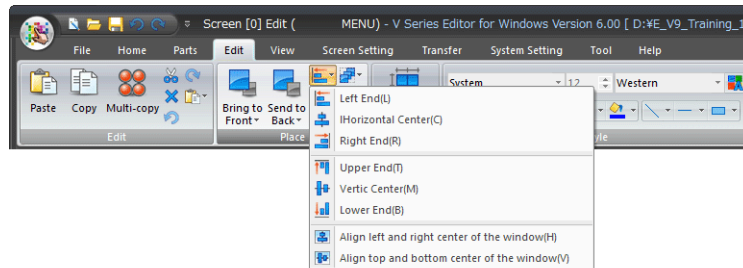 Screen [0] Edit ( MENU) - V Series Editor for Windows Version 6.00 [ D:¥E_V9_Training_1
File Home Parts Edit View Screen Setting Transfer System Setting Tool Help
Paste Copy Multi-copy Bring to Front Send to Back System 12 Western
Edit Place yle
Left End(L)
IHorizontal Center(C)
Right End(R)
Upper End(T)
Vertic Center(M)
Lower End(B)
Align left and right center of the window(H)
Align top and bottom center of the window(V)